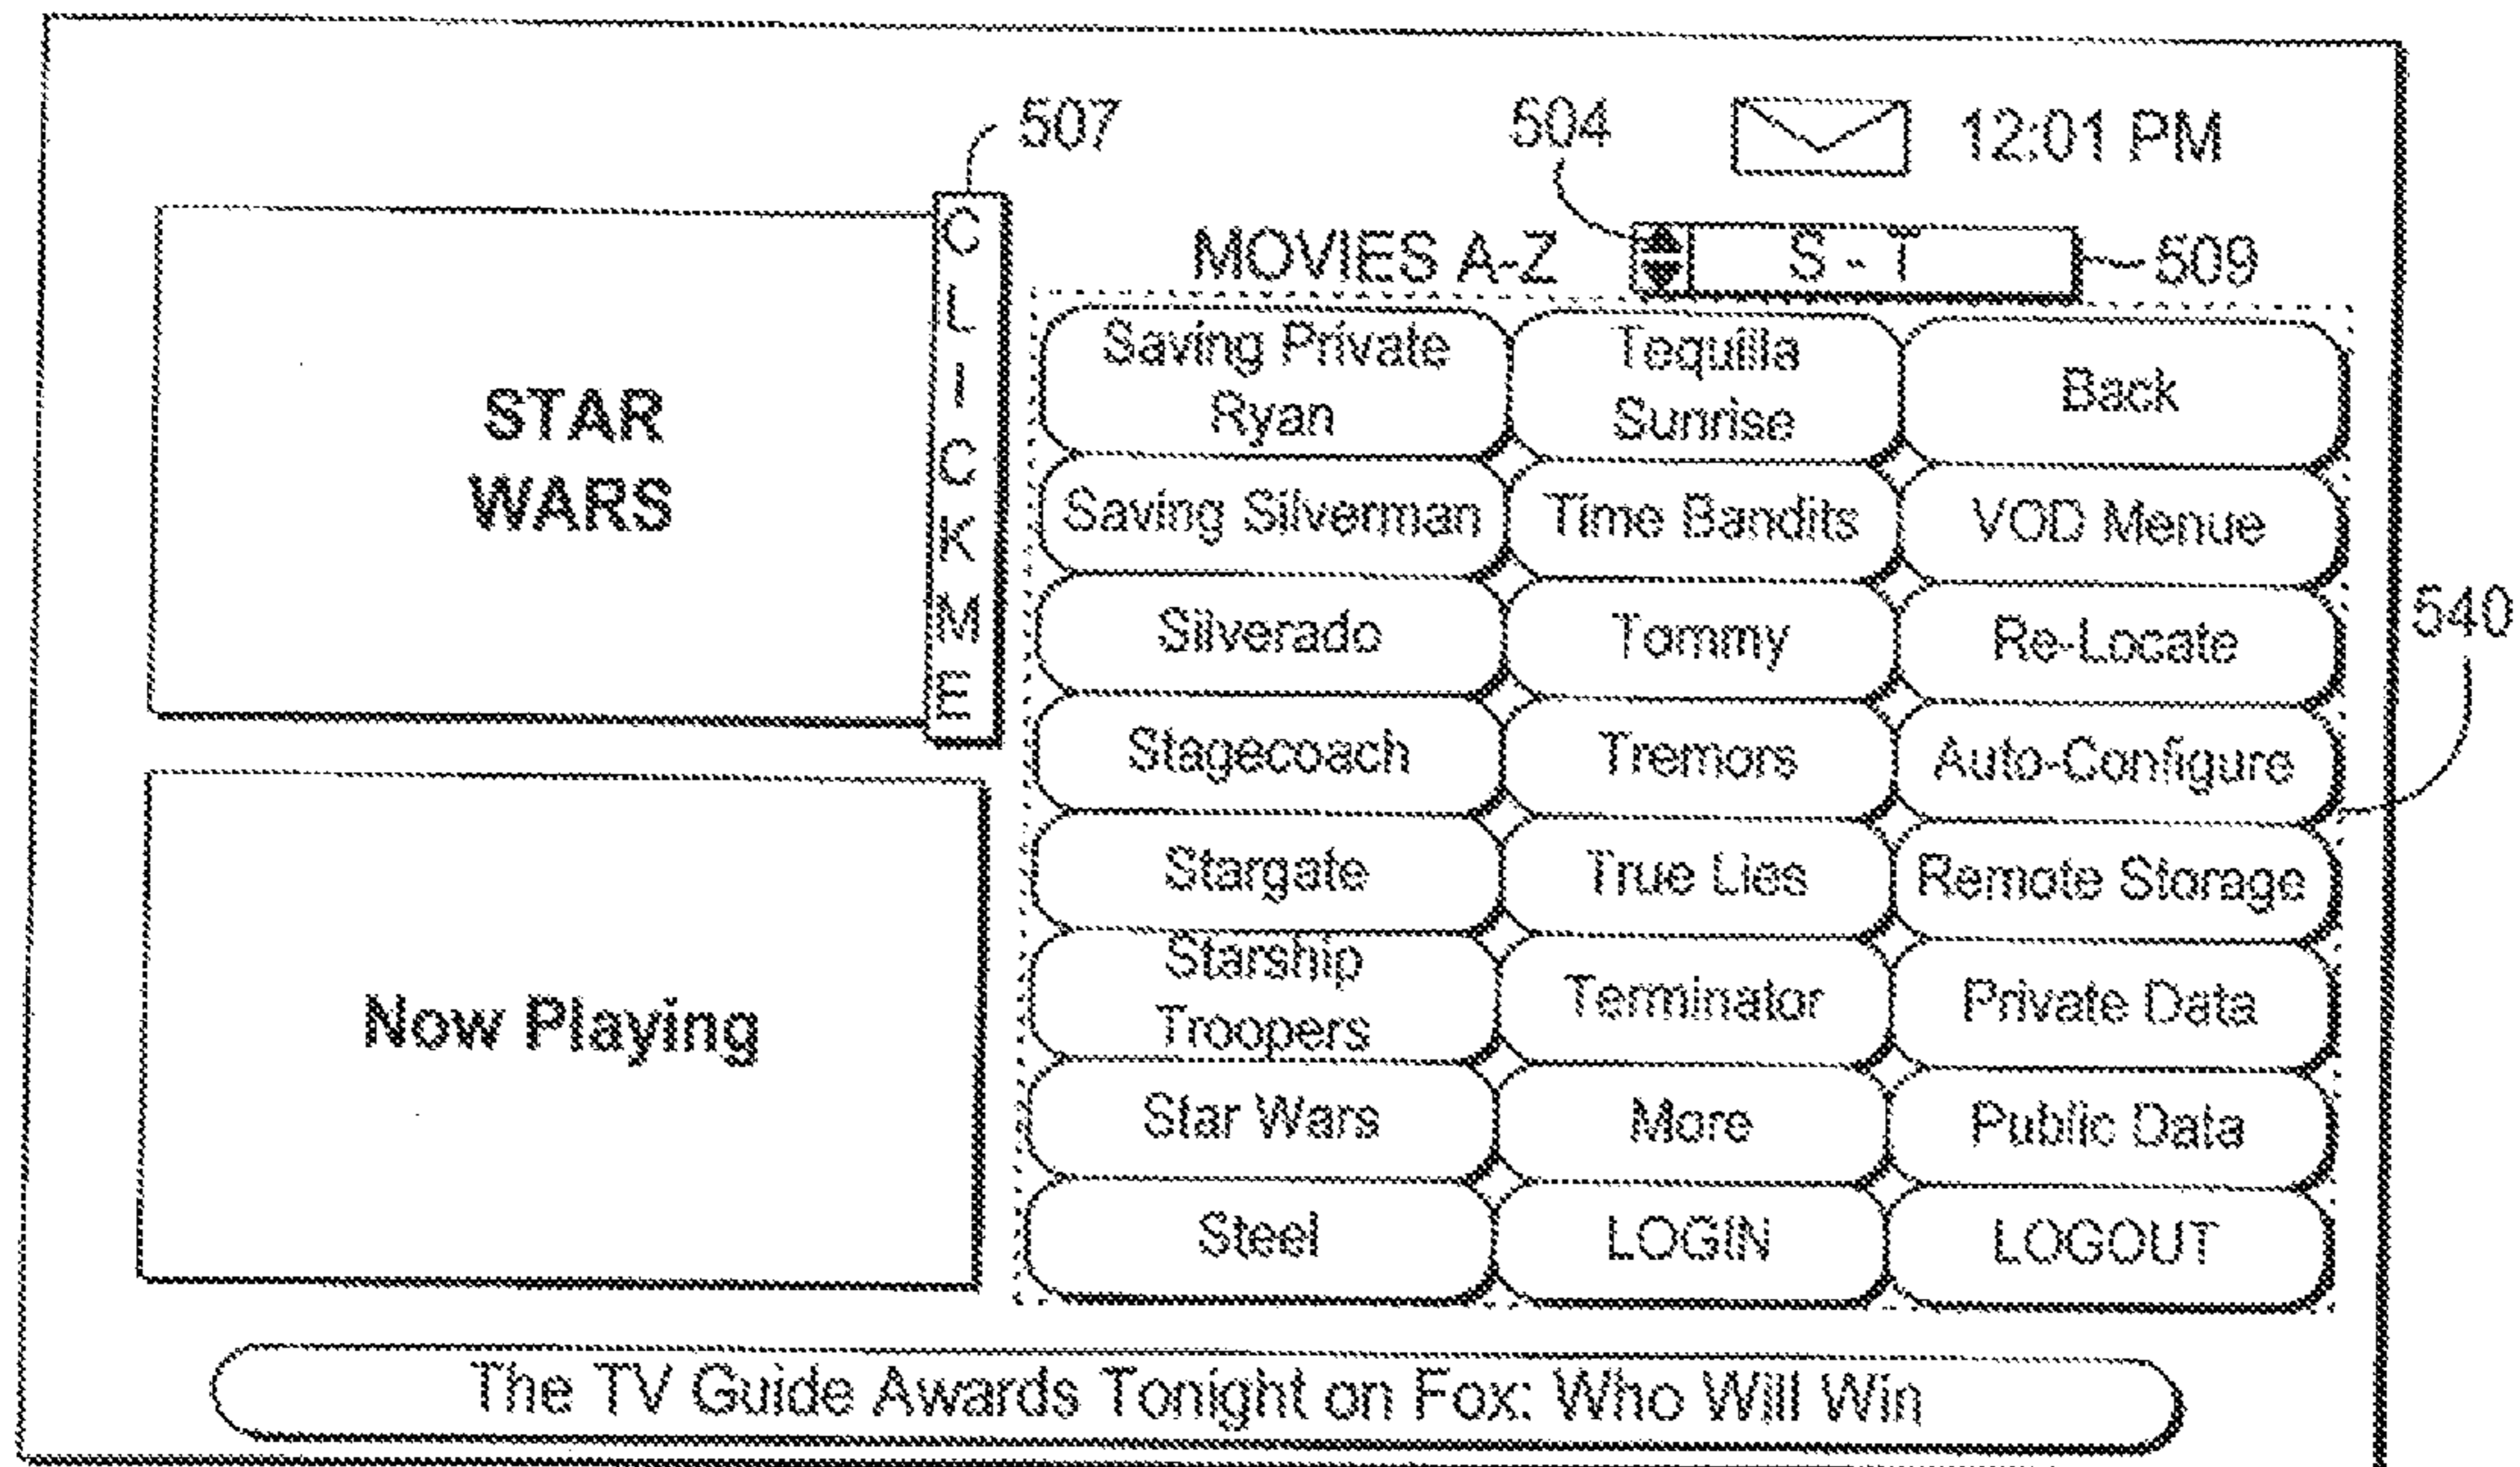 507
504
12:01 PM
MOVIES A-Z
S - T
509
CLICK ME
STAR
WARS
Now Playing
Saving Private
Ryan
Tequilla
Sunrise
Back
Saving Silverman
Time Bandits
VOD Menue
Silverado
Tommy
Re-Locate
540
Stagecoach
Tremors
Auto-Configure
Stargate
True Lies
Remote Storage
Starship
Troopers
Terminator
Private Data
Star Wars
More
Public Data
Steel
LOGIN
LOGOUT
The TV Guide Awards Tonight on Fox: Who Will Win